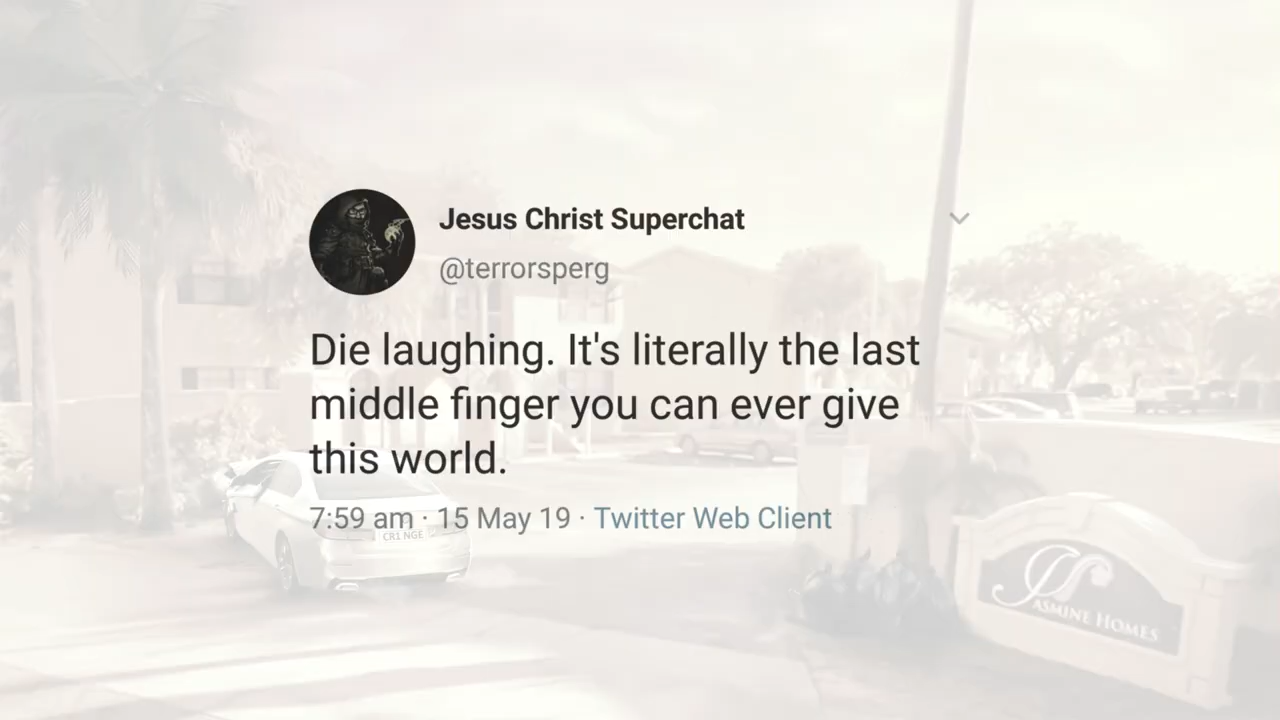 Jesus Christ Superchat
@terrorsperg
Die laughing. It's literally the last
middle finger you can ever give
this world.
7:59 am · 15 May 19 · Twitter Web Client
CR1 NGE
JASMINE HOMES